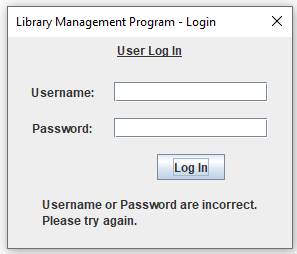 Library Management Program - Login
User Log In
Username:
Password:
Log In
Username or Password are incorrect.
Please try again.